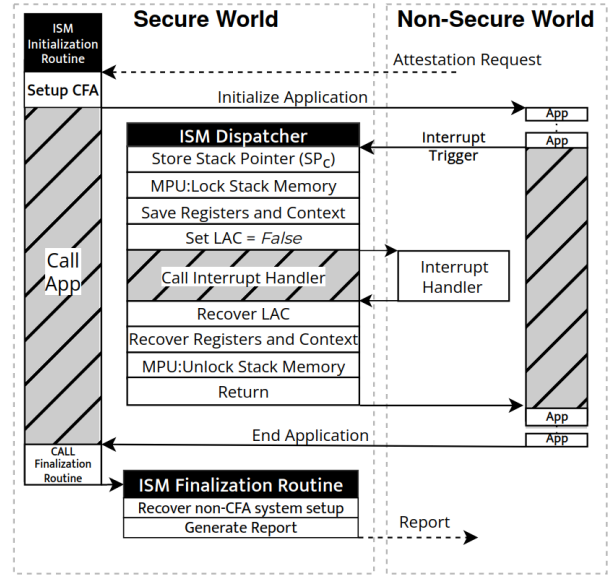 Secure World
Non-Secure World
ISM
Initialization
Routine
Attestation Request
Setup CFA
Initialize Application
App
ISM Dispatcher
Interrupt
Trigger
App
Store Stack Pointer (SPC)
MPU:Lock Stack Memory
Save Registers and Context
Set LAC = False
Call
App
Call Interrupt Handler
Interrupt
Handler
Recover LAC
Recover Registers and Context
MPU:Unlock Stack Memory
Return
App
End Application
App
CALL
Finalization
Routine
ISM Finalization Routine
Recover non-CFA system setup
Generate Report
Report